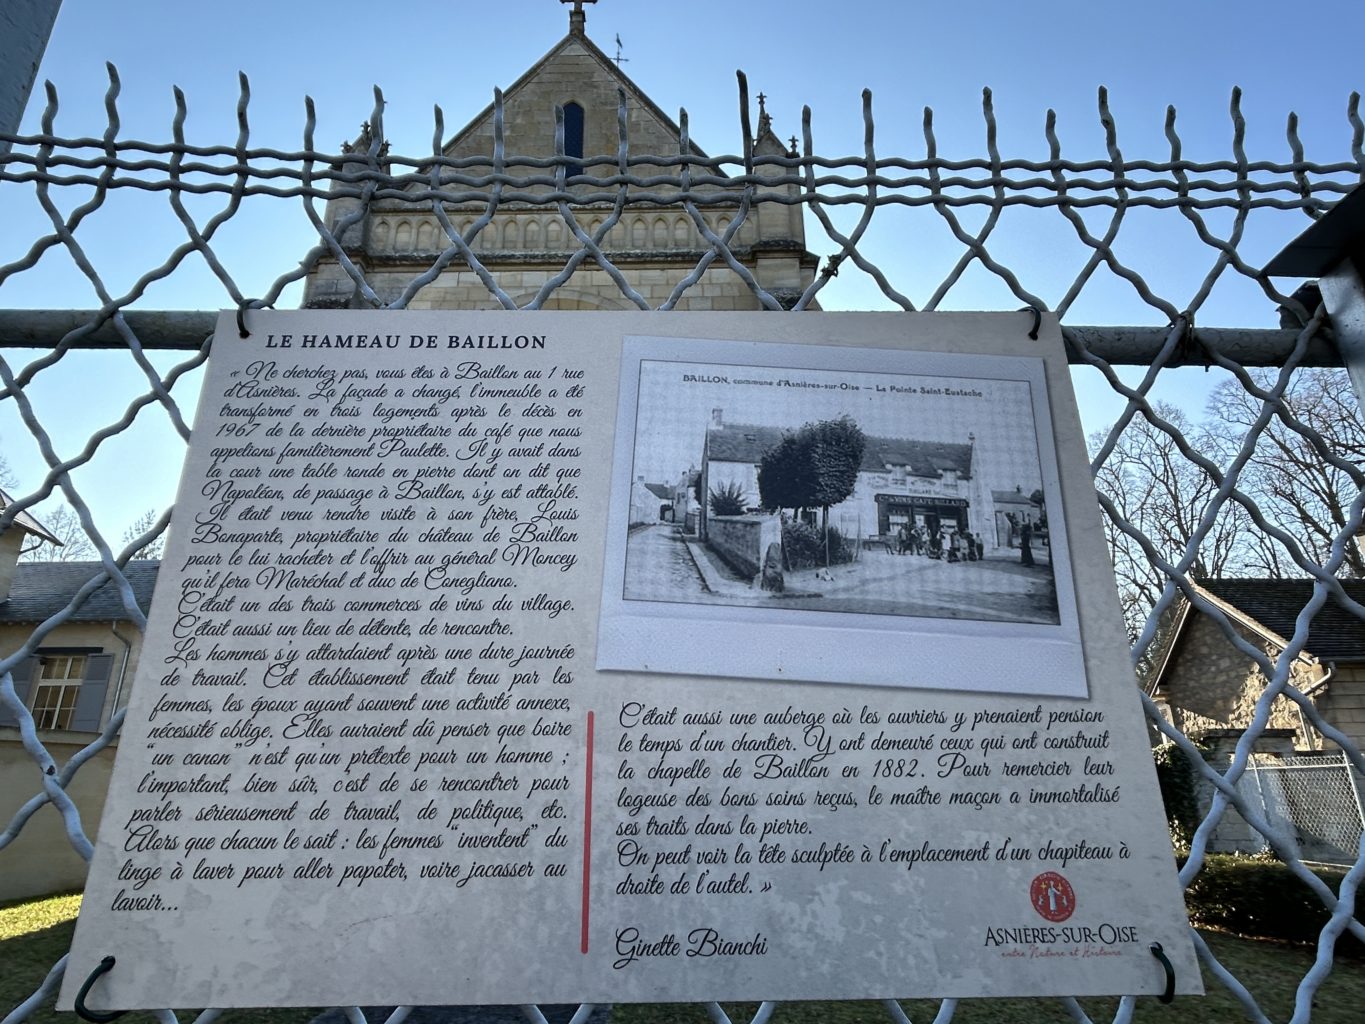 LE HAMEAU DE BAILLON
« Ne cherchez pas, vous êtes à Baillon au 1 rue
d'Asnières. La façade a changé, l'immeuble a été
transformé en trois logements après le décès en
1967 de la dernière propriétaire du café que nous
appelions familièrement Paulette. Il y avait dans
la cour une table ronde en pierre dont on dit que
Napoléon, de passage à Baillon, s'y est attablé.
Il était venu rendre visite à son frère, Louis
Bonaparte, propriétaire du château de Baillon
pour le lui racheter et l'offrir au général Moncey
qu'il fera Maréchal et duc de Conegliano.
C'était un des trois commerces de vins du village.
C'était aussi un lieu de détente, de rencontre.
Les hommes s'y attardaient après une dure journée
de travail. Cet établissement était tenu par les
femmes, les époux ayant souvent une activité annexe,
nécessité oblige. Elles auraient dû penser que boire
"un canon" n'est qu'un prétexte pour un homme ;
l'important, bien sûr, c'est de se rencontrer pour
parler sérieusement de travail, de politique, etc.
Alors que chacun le sait : les femmes "inventent" du
linge à laver pour aller papoter, voire jacasser au
lavoir...
BAILLON, commune d'Asnières-sur-Oise — La Pointe Saint-Eustache
VINS CAFÉ BILLARD
C'était aussi une auberge où les ouvriers y prenaient pension
le temps d'un chantier. Y ont demeuré ceux qui ont construit
la chapelle de Baillon en 1882. Pour remercier leur
logeuse des bons soins reçus, le maître maçon a immortalisé
ses traits dans la pierre.
On peut voir la tête sculptée à l'emplacement d'un chapiteau à
droite de l'autel. »
Ginette Bianchi
ASNIÈRES-SUR-OISE
entre Nature et Histoire